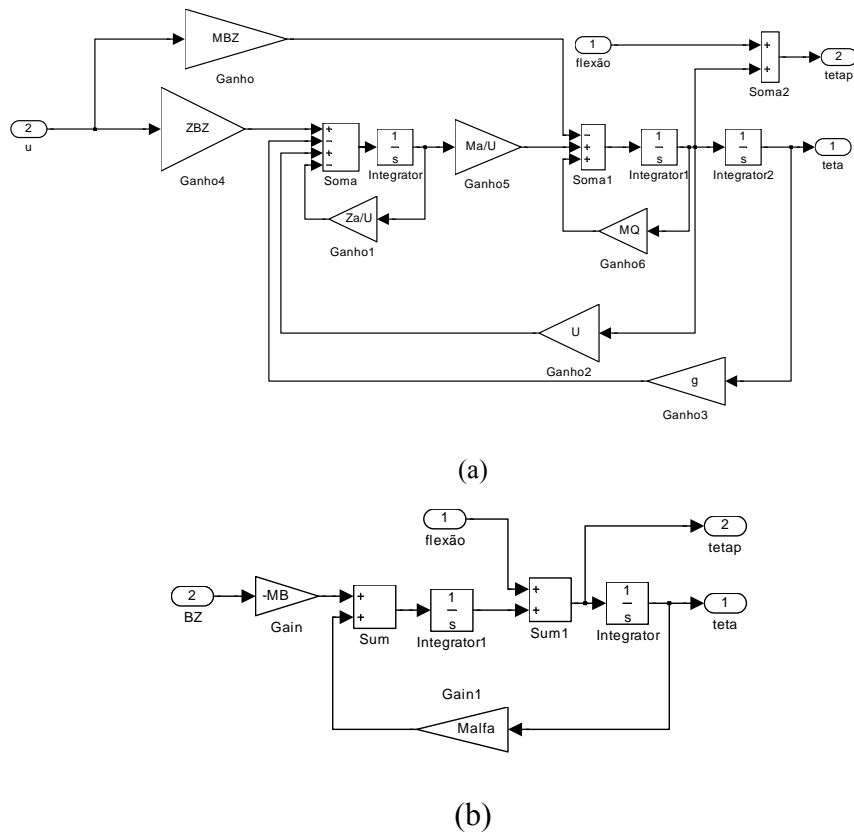 MBZ
Ganho
2
u
ZBZ
Ganho4
+
−
+
−
Soma
1
s
Integrator
Za/U
Ganho1
Ma/U
Ganho5
−
+
+
Soma1
1
s
Integrator1
MQ
Ganho6
1
s
Integrator2
1
flexão
+
+
Soma2
2
tetap
1
teta
U
Ganho2
g
Ganho3
(a)
1
flexão
2
BZ
-MB
Gain
+
+
Sum
1
s
Integrator1
+
+
Sum1
1
s
Integrator
2
tetap
1
teta
Gain1
Malfa
(b)